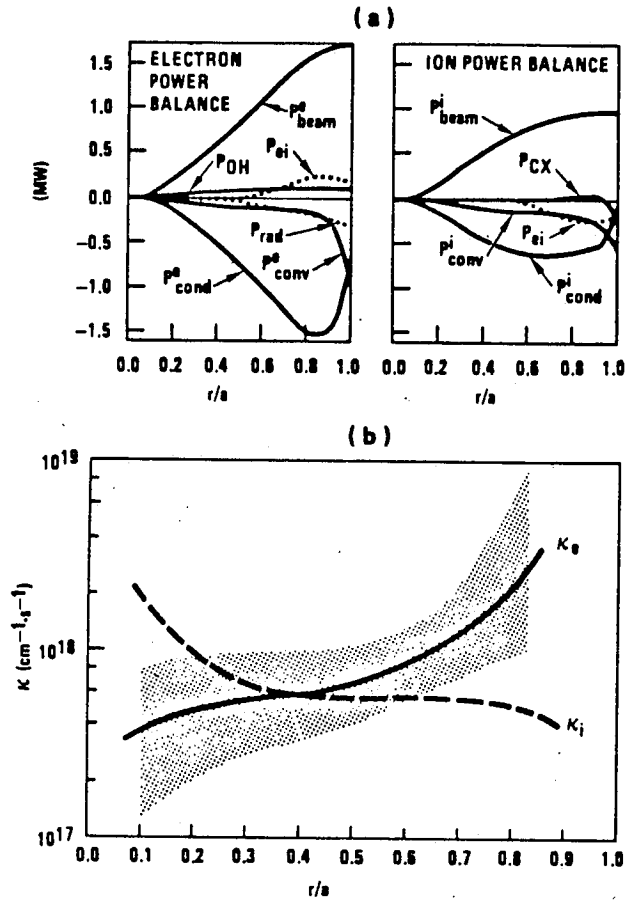 (a)
ELECTRON
POWER
BALANCE
ION POWER BALANCE
1.5
1.0
0.5
0.0
−0.5
−1.0
−1.5
(MW)
P^e_beam
P_ei
P_OH
P_rad
P^e_conv
P^e_cond
P^i_beam
P_CX
P_ei
P^i_conv
P^i_cond
0.0 0.2 0.4 0.6 0.8 1.0
r/a
0.0 0.2 0.4 0.6 0.8 1.0
r/a
(b)
10^19
10^18
10^17
κ (cm^−1·s^−1)
κ_e
κ_i
0.0 0.1 0.2 0.3 0.4 0.5 0.6 0.7 0.8 0.9 1.0
r/a